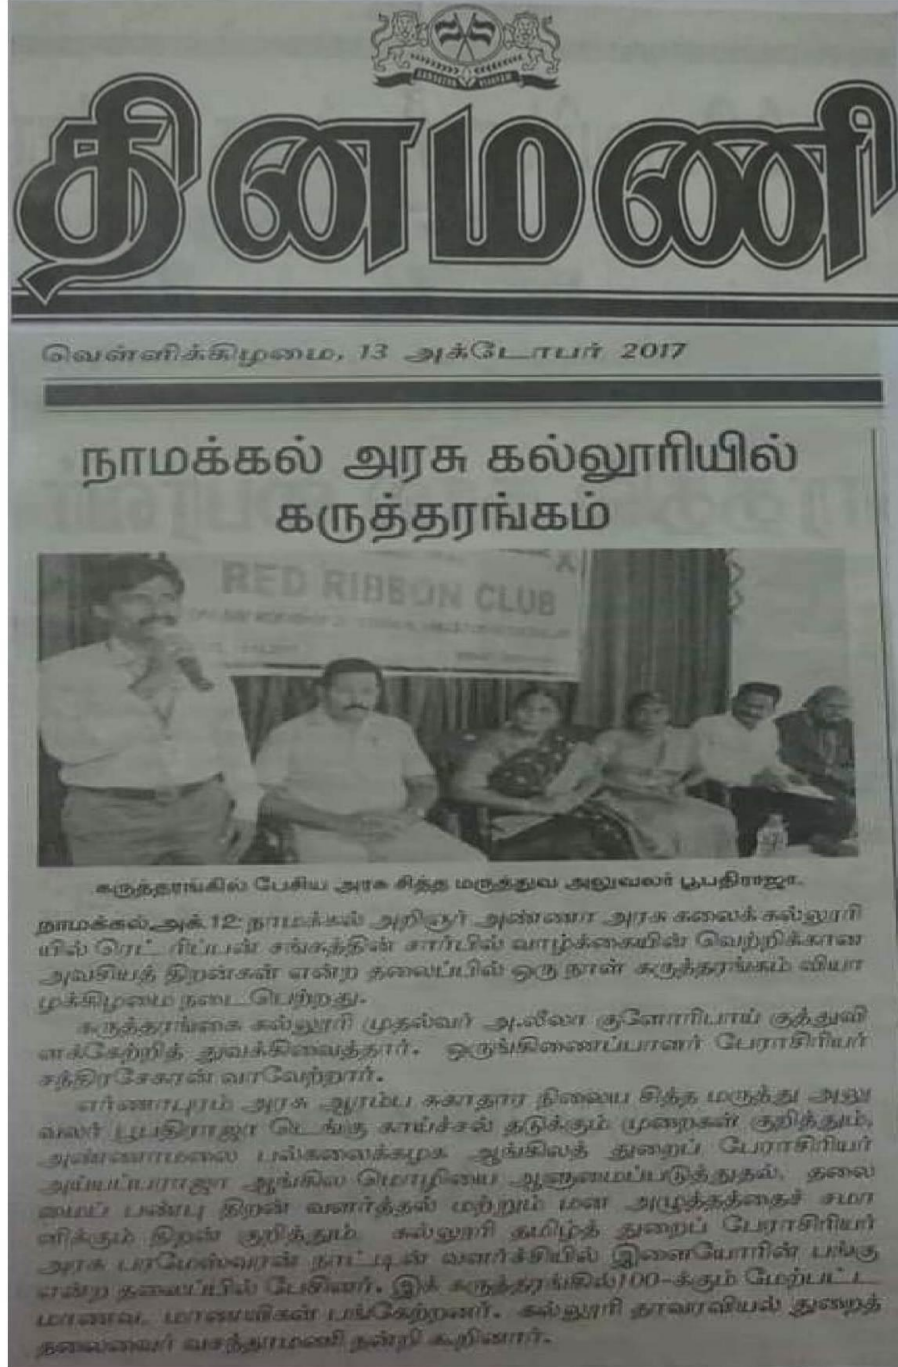 தினமணி
வெள்ளிக்கிழமை, 13 அக்டோபர் 2017
நாமக்கல் அரசு கல்லூரியில்
கருத்தரங்கம்
RED RIBBON CLUB
கருத்தரங்கில் பேசிய அரசு சித்த மருத்துவ அலுவலர் பூபதிராஜா.
நாமக்கல்,அக்.12: நாமக்கல் அறிஞர் அண்ணா அரசு கலைக் கல்லூரி
யில் ரெட் ரிப்பன் சங்கத்தின் சார்பில் வாழ்க்கையின் வெற்றிக்கான
அவசியத் திறன்கள் என்ற தலைப்பில் ஒரு நாள் கருத்தரங்கம் வியா
ழக்கிழமை நடைபெற்றது.
கருத்தரங்கை கல்லூரி முதல்வர் அ.லீலா குளோரிபாய் குத்துவி
ளக்கேற்றித் துவக்கிவைத்தார். ஒருங்கிணைப்பாளர் பேராசிரியர்
சந்திரசேகரன் வரவேற்றார்.
எர்ணாபுரம் அரசு ஆரம்ப சுகாதார நிலைய சித்த மருத்து அலு
வலர் பூபதிராஜா டெங்கு காய்ச்சல் தடுக்கும் முறைகள் குறித்தும்,
அண்ணாமலை பல்கலைக்கழக ஆங்கிலத் துறைப் பேராசிரியர்
அய்யப்பராஜா ஆங்கில மொழியை ஆளுமைப்படுத்துதல், தலை
மைப் பண்பு திறன் வளர்த்தல் மற்றும் மன அழுத்தத்தைச் சமா
ளிக்கும் திறன் குறித்தும், கல்லூரி தமிழ்த் துறைப் பேராசிரியர்
அரசு பரமேஸ்வரன் நாட்டின் வளர்ச்சியில் இளையோரின் பங்கு
என்ற தலைப்பில் பேசினர். இக் கருத்தரங்கில் 100-க்கும் மேற்பட்ட
மாணவ, மாணவிகள் பங்கேற்றனர். கல்லூரி தாவரவியல் துறைத்
தலைவைர் வசந்தாமணி நன்றி கூறினார்.